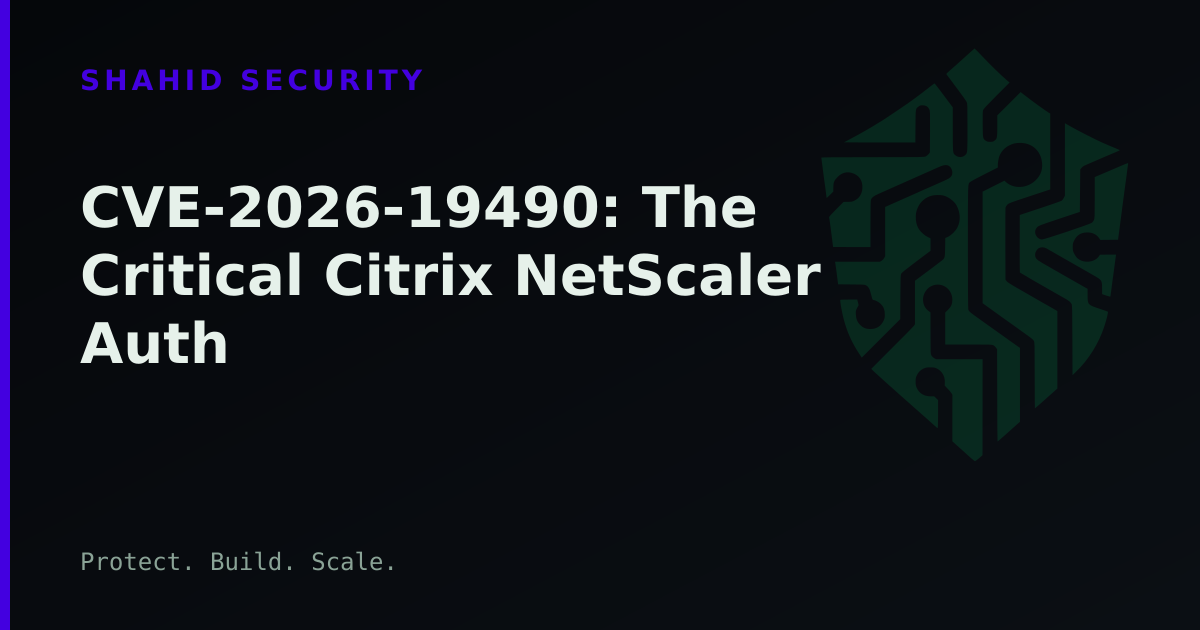 SHAHID SECURITY
CVE-2026-19490: The
Critical Citrix NetScaler
Auth
Protect. Build. Scale.